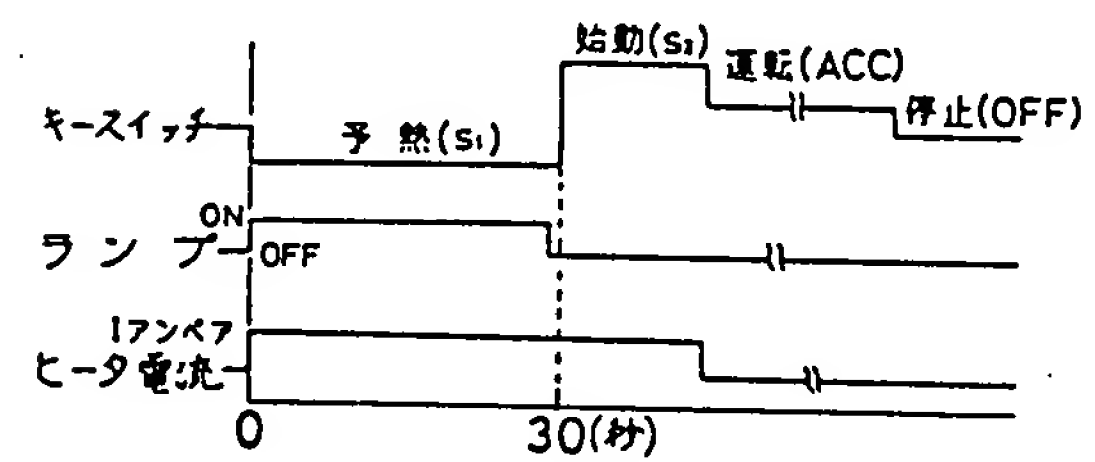 始動(S₂)
運転(ACC)
停止(OFF)
キースイッチ
予熱(S₁)
ON
ランプ
OFF
1アンペア
ヒータ電流
0
30(秒)